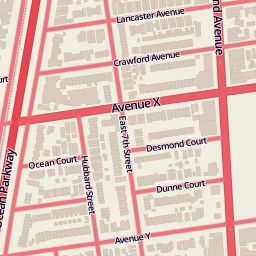 Lancaster Avenue
Crawford Avenue
Avenue
Avenue X
East 7th Street
Desmond Court
Ocean Court
Hubbard Street
Dunne Court
Ocean Parkway
Avenue Y